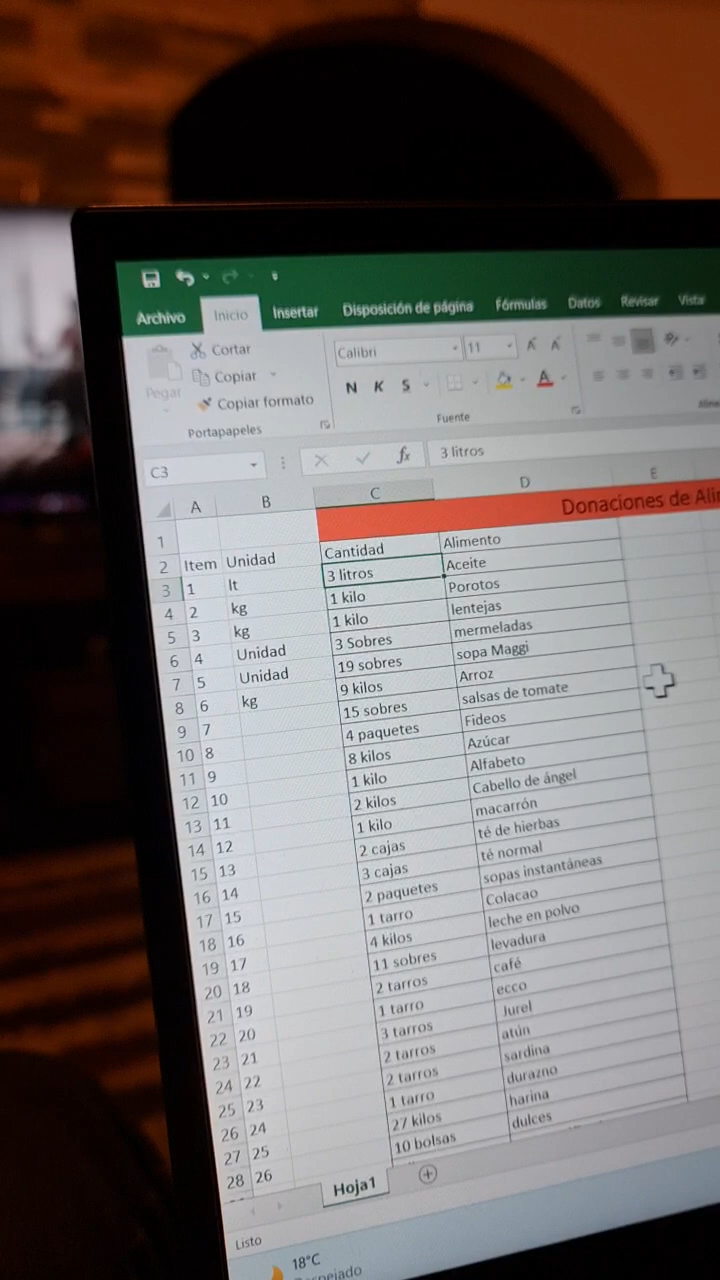 Archivo Inicio Insertar Disposición de página Fórmulas Datos Revisar Vista
Pegar
Cortar
Copiar
Copiar formato
Portapapeles
Calibri 11
N K S
Fuente
C3 fx 3 litros
A B C D E
1 Donaciones de Ali
2 Item Unidad Cantidad Alimento
3 1 lt 3 litros Aceite
4 2 kg 1 kilo Porotos
5 3 kg 1 kilo lentejas
6 4 Unidad 3 Sobres mermeladas
7 5 Unidad 19 sobres sopa Maggi
8 6 kg 9 kilos Arroz
9 7 15 sobres salsas de tomate
10 8 4 paquetes Fideos
11 9 8 kilos Azúcar
12 10 1 kilo Alfabeto
13 11 2 kilos Cabello de ángel
14 12 1 kilo macarrón
15 13 2 cajas té de hierbas
16 14 3 cajas té normal
17 15 2 paquetes sopas instantáneas
18 16 1 tarro Colacao
19 17 4 kilos leche en polvo
20 18 11 sobres levadura
21 19 2 tarros café
22 20 1 tarro ecco
23 21 3 tarros Jurel
24 22 2 tarros atún
25 23 2 tarros sardina
26 24 1 tarro durazno
27 25 27 kilos harina
28 26 10 bolsas dulces
Hoja1
Listo
18°C
Despejado